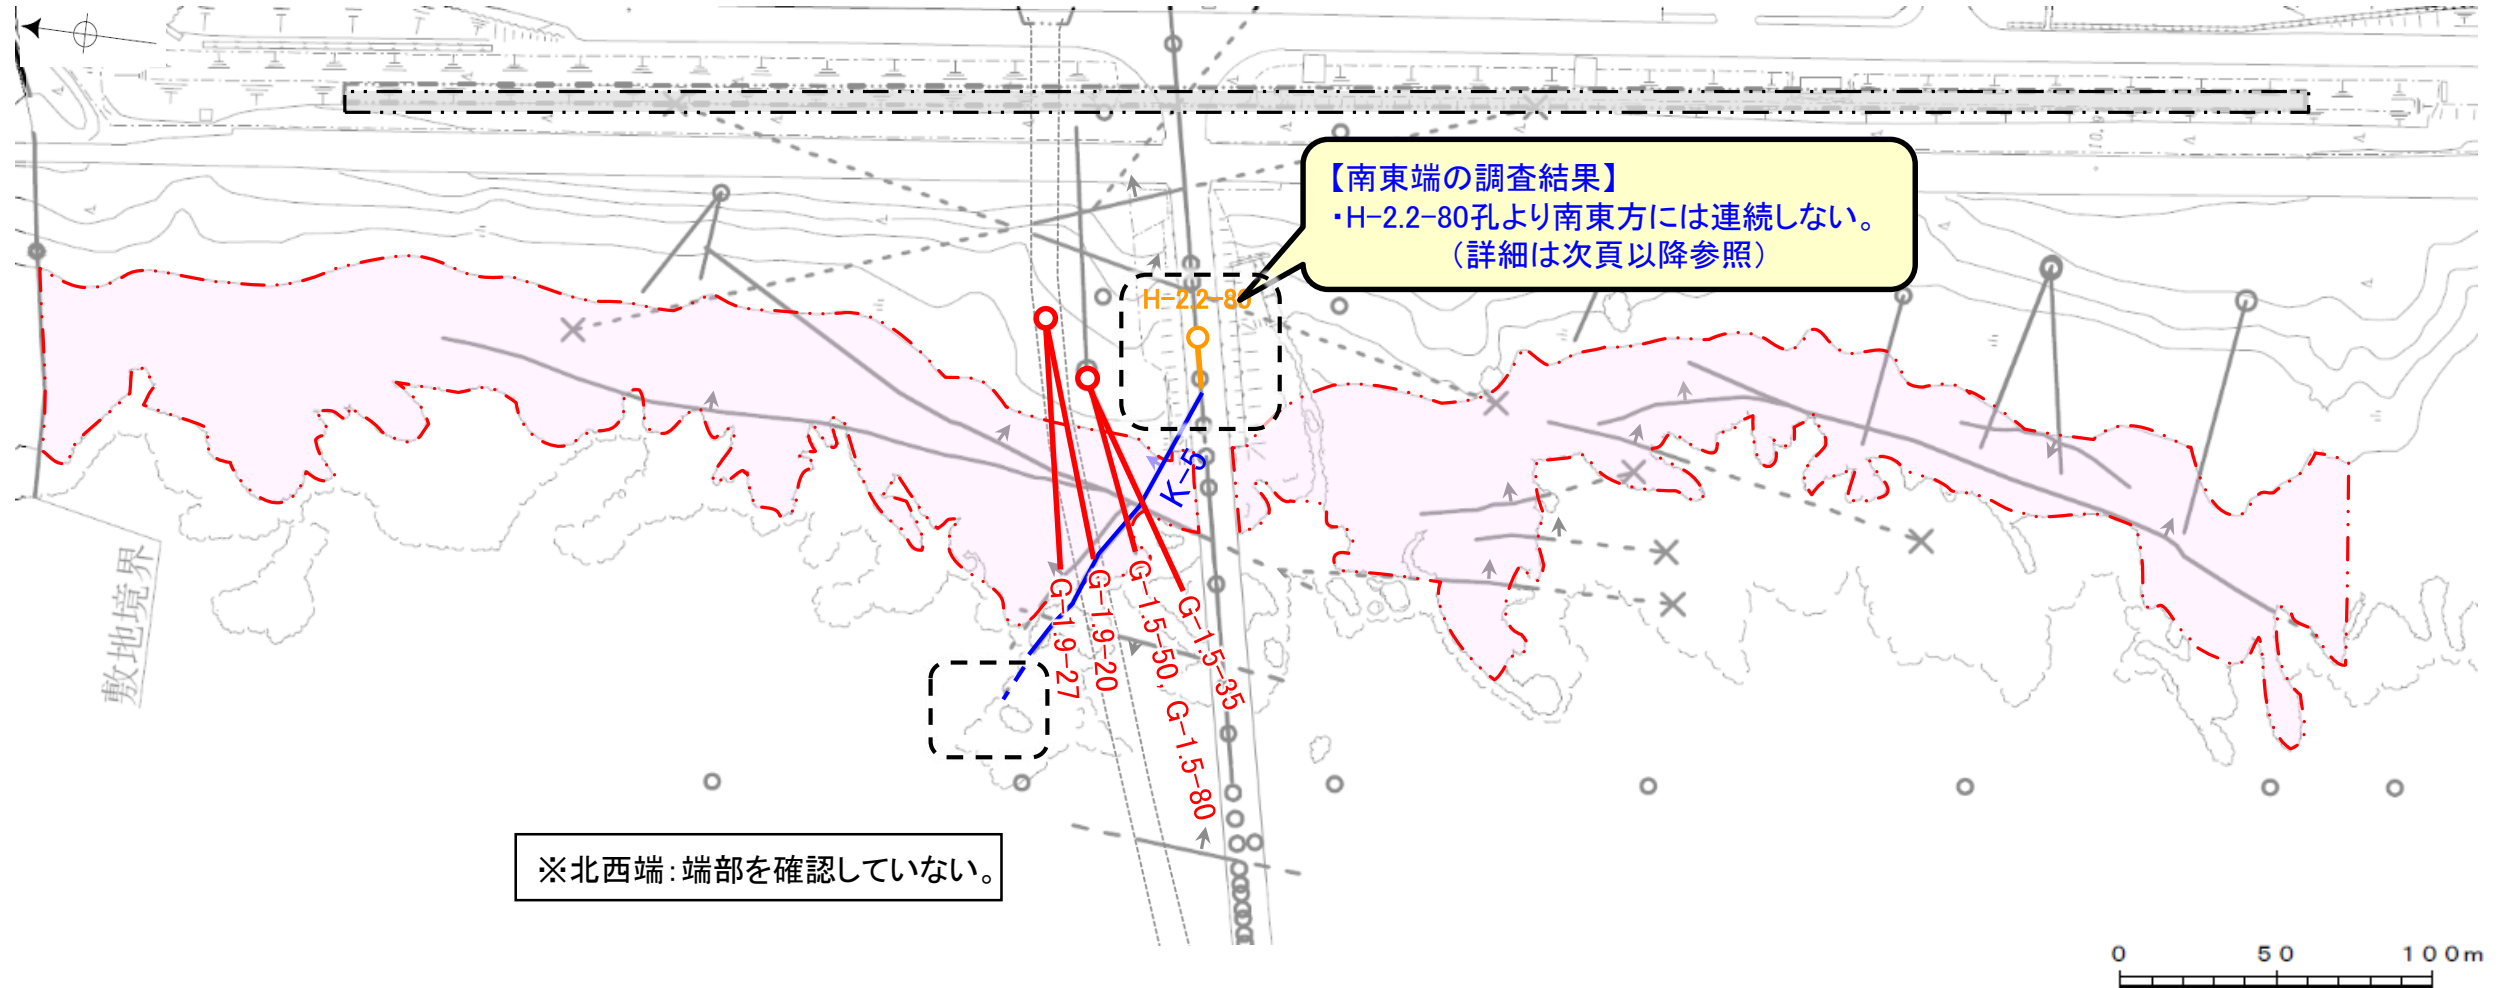 【南東端の調査結果】
・H-2.2-80孔より南東方には連続しない。
（詳細は次頁以降参照）
H-2.2-80
K-5
G-1.9-27
G-1.9-20
G-1.5-50,
G-1.5-80
G-1.5-35
敷地境界
※北西端：端部を確認していない。
0 50 100m